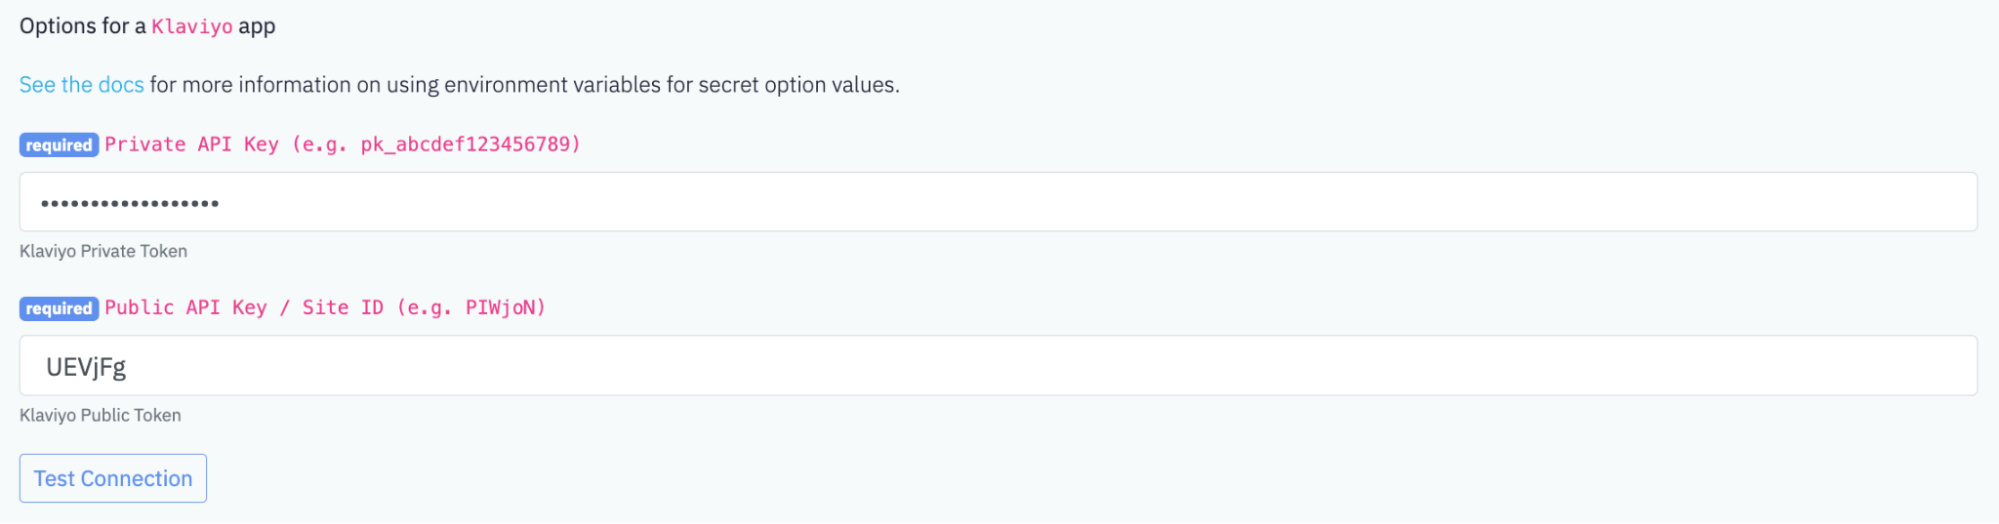 Options for a Klaviyo app
See the docs for more information on using environment variables for secret option values.
required Private API Key (e.g. pk_abcdef123456789)
••••••••••••••••••
Klaviyo Private Token
required Public API Key / Site ID (e.g. PIWjoN)
UEVjFg
Klaviyo Public Token
Test Connection